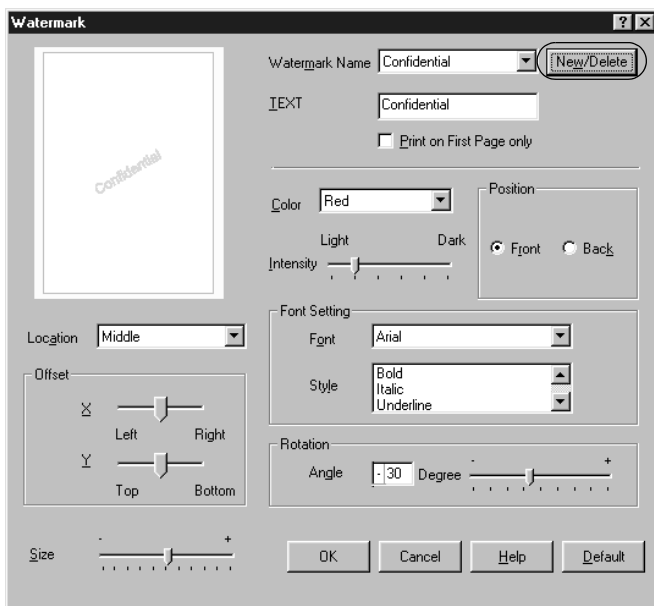 Watermark
Watermark Name Confidential New/Delete
TEXT Confidential
Print on First Page only
Confidential
Color Red
Position
Light Dark
Front Back
Intensity
Location Middle
Font Setting
Font Arial
Style Bold
Italic
Underline
Offset
X
Left Right
Y
Top Bottom
Rotation
Angle - 30 Degree - +
Size - +
OK Cancel Help Default